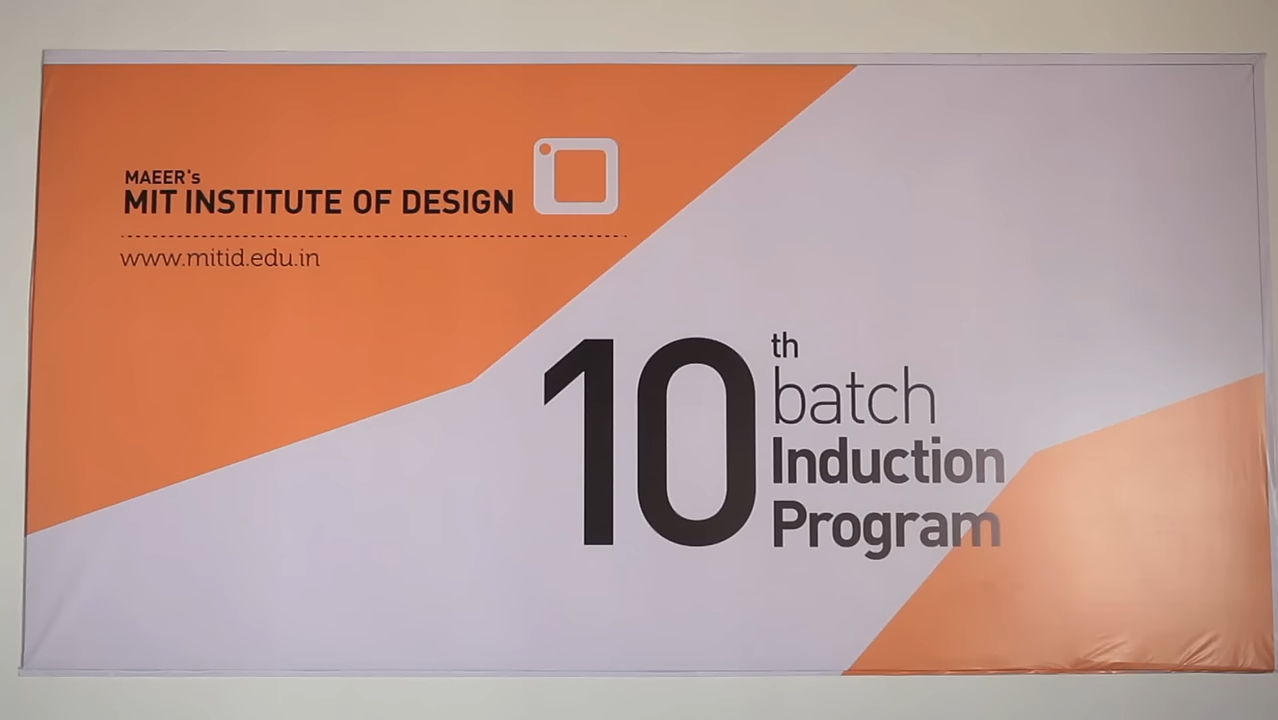 MAEER's
MIT INSTITUTE OF DESIGN
www.mitid.edu.in
10th
batch
Induction
Program